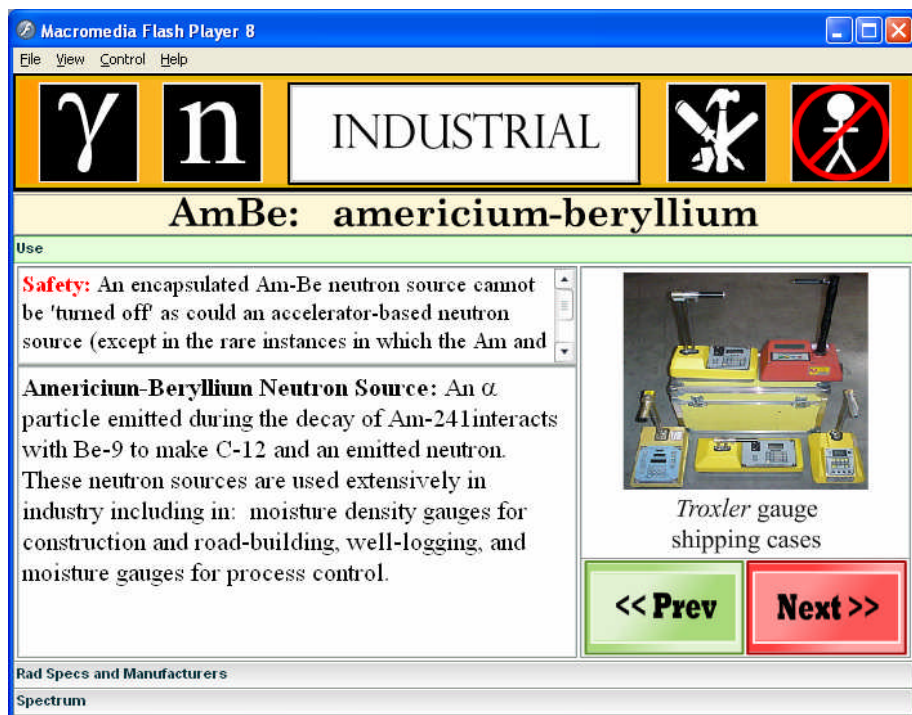 Macromedia Flash Player 8
File View Control Help
γ n INDUSTRIAL
AmBe: americium-beryllium
Use
Safety: An encapsulated Am-Be neutron source cannot
be 'turned off' as could an accelerator-based neutron
source (except in the rare instances in which the Am and
Americium-Beryllium Neutron Source: An α
particle emitted during the decay of Am-241interacts
with Be-9 to make C-12 and an emitted neutron.
These neutron sources are used extensively in
industry including in: moisture density gauges for
construction and road-building, well-logging, and
moisture gauges for process control.
Troxler gauge
shipping cases
<< Prev Next >>
Rad Specs and Manufacturers
Spectrum